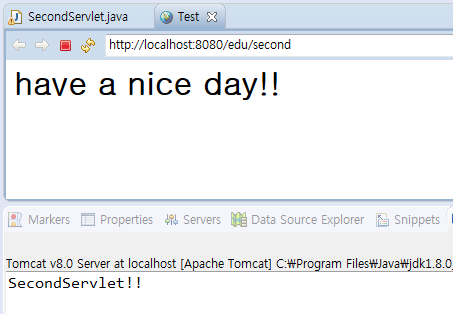 SecondServlet.java
Test
http://localhost:8080/edu/second
have a nice day!!
Markers Properties Servers Data Source Explorer Snippets
Tomcat v8.0 Server at localhost [Apache Tomcat] C:₩Program Files₩Java₩jdk1.8.0_
SecondServlet!!